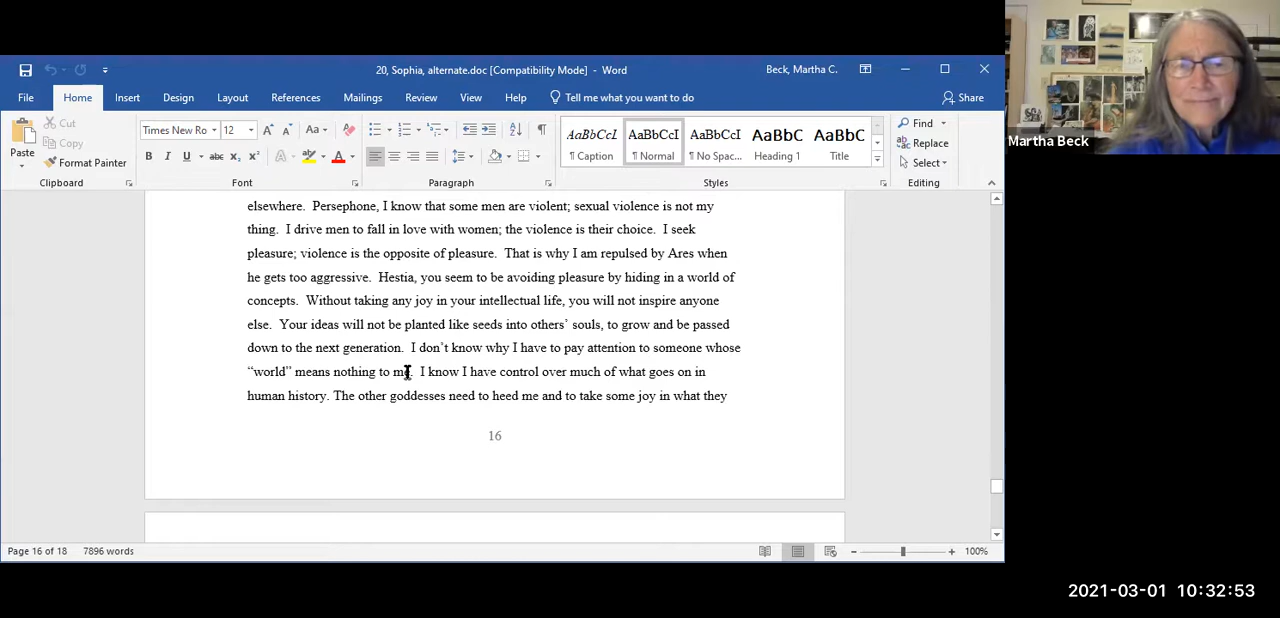 20, Sophia, alternate.doc [Compatibility Mode] - Word
Beck, Martha C.
File
Home
Insert
Design
Layout
References
Mailings
Review
View
Help
Tell me what you want to do
Share
Paste
Cut
Copy
Format Painter
Clipboard
Times New Ro
12
Font
Paragraph
AaBbCcI
¶ Caption
AaBbCcI
¶ Normal
AaBbCcI
¶ No Spac...
AaBbC
Heading 1
AaBbC
Title
Styles
Find
Replace
Select
Editing
Martha Beck
elsewhere. Persephone, I know that some men are violent; sexual violence is not my
thing. I drive men to fall in love with women; the violence is their choice. I seek
pleasure; violence is the opposite of pleasure. That is why I am repulsed by Ares when
he gets too aggressive. Hestia, you seem to be avoiding pleasure by hiding in a world of
concepts. Without taking any joy in your intellectual life, you will not inspire anyone
else. Your ideas will not be planted like seeds into others’ souls, to grow and be passed
down to the next generation. I don’t know why I have to pay attention to someone whose
“world” means nothing to me. I know I have control over much of what goes on in
human history. The other goddesses need to heed me and to take some joy in what they
16
Page 16 of 18
7896 words
100%
2021-03-01 10:32:53